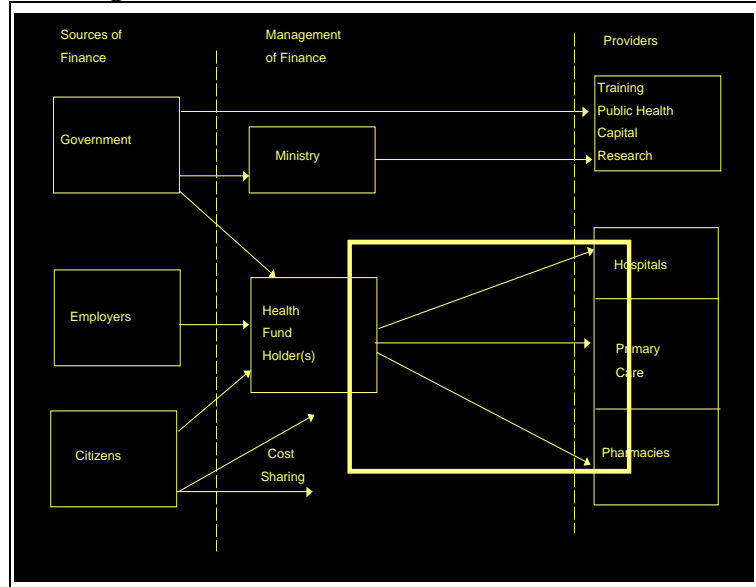 Sources of
Finance
Management
of Finance
Providers
Government
Ministry
Training
Public Health
Capital
Research
Employers
Health
Fund
Holder(s)
Hospitals
Primary
Care
Pharmacies
Citizens
Cost
Sharing